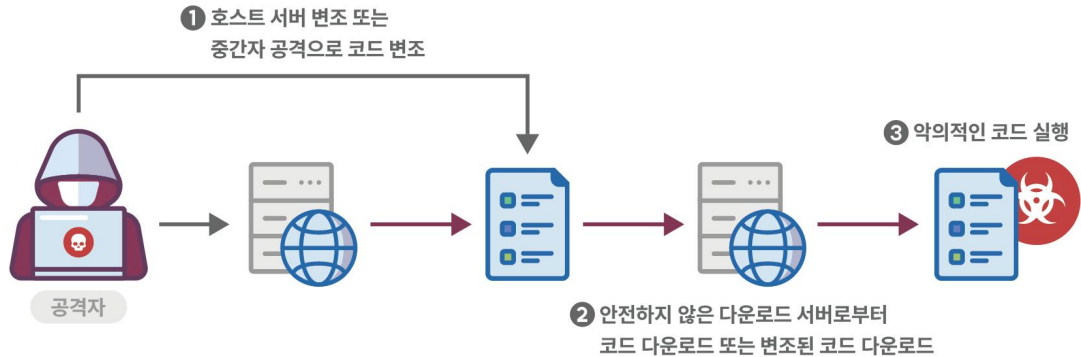 ❶ 호스트 서버 변조 또는
중간자 공격으로 코드 변조
❸ 악의적인 코드 실행
공격자
❷ 안전하지 않은 다운로드 서버로부터
코드 다운로드 또는 변조된 코드 다운로드